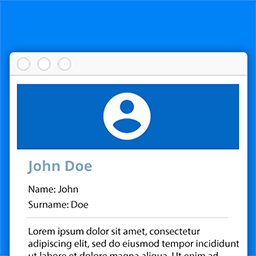 John Doe
Name: John
Surname: Doe
Lorem ipsum dolor sit amet, consectetur
adipiscing elit, sed do eiusmod tempor incididunt
ut labore et dolore magna aliqua. Ut enim ad